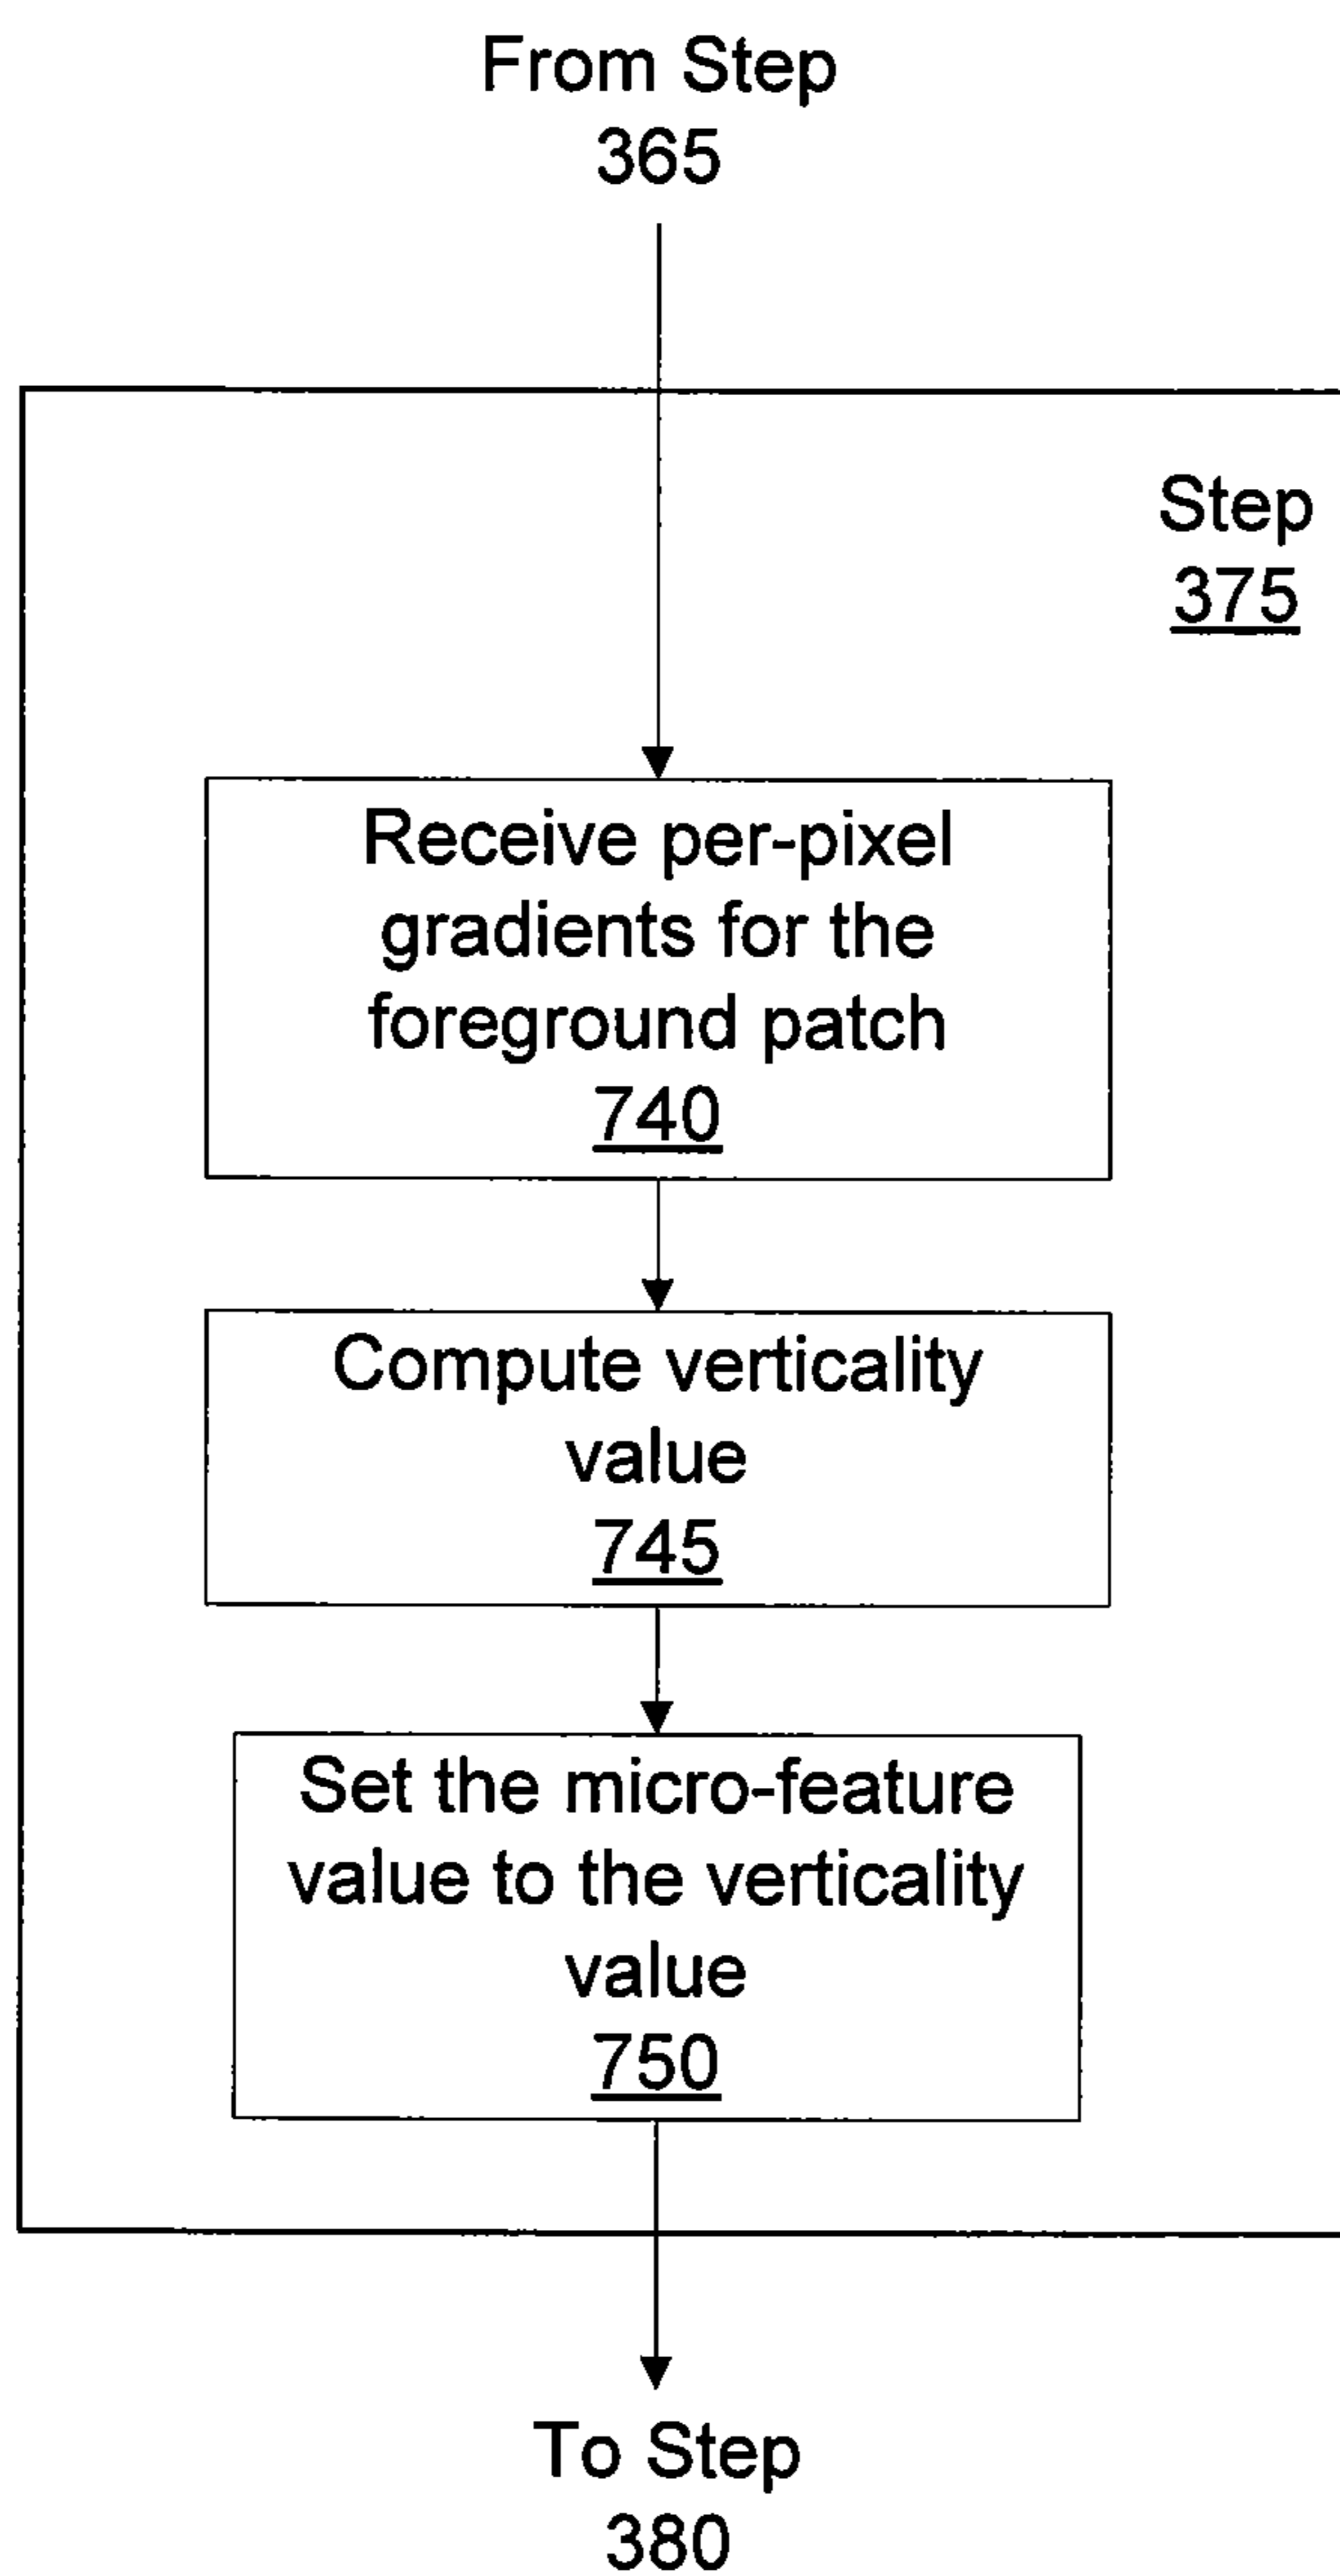 From Step
365
Step
375
Receive per-pixel
gradients for the
foreground patch
740
Compute verticality
value
745
Set the micro-feature
value to the verticality
value
750
To Step
380